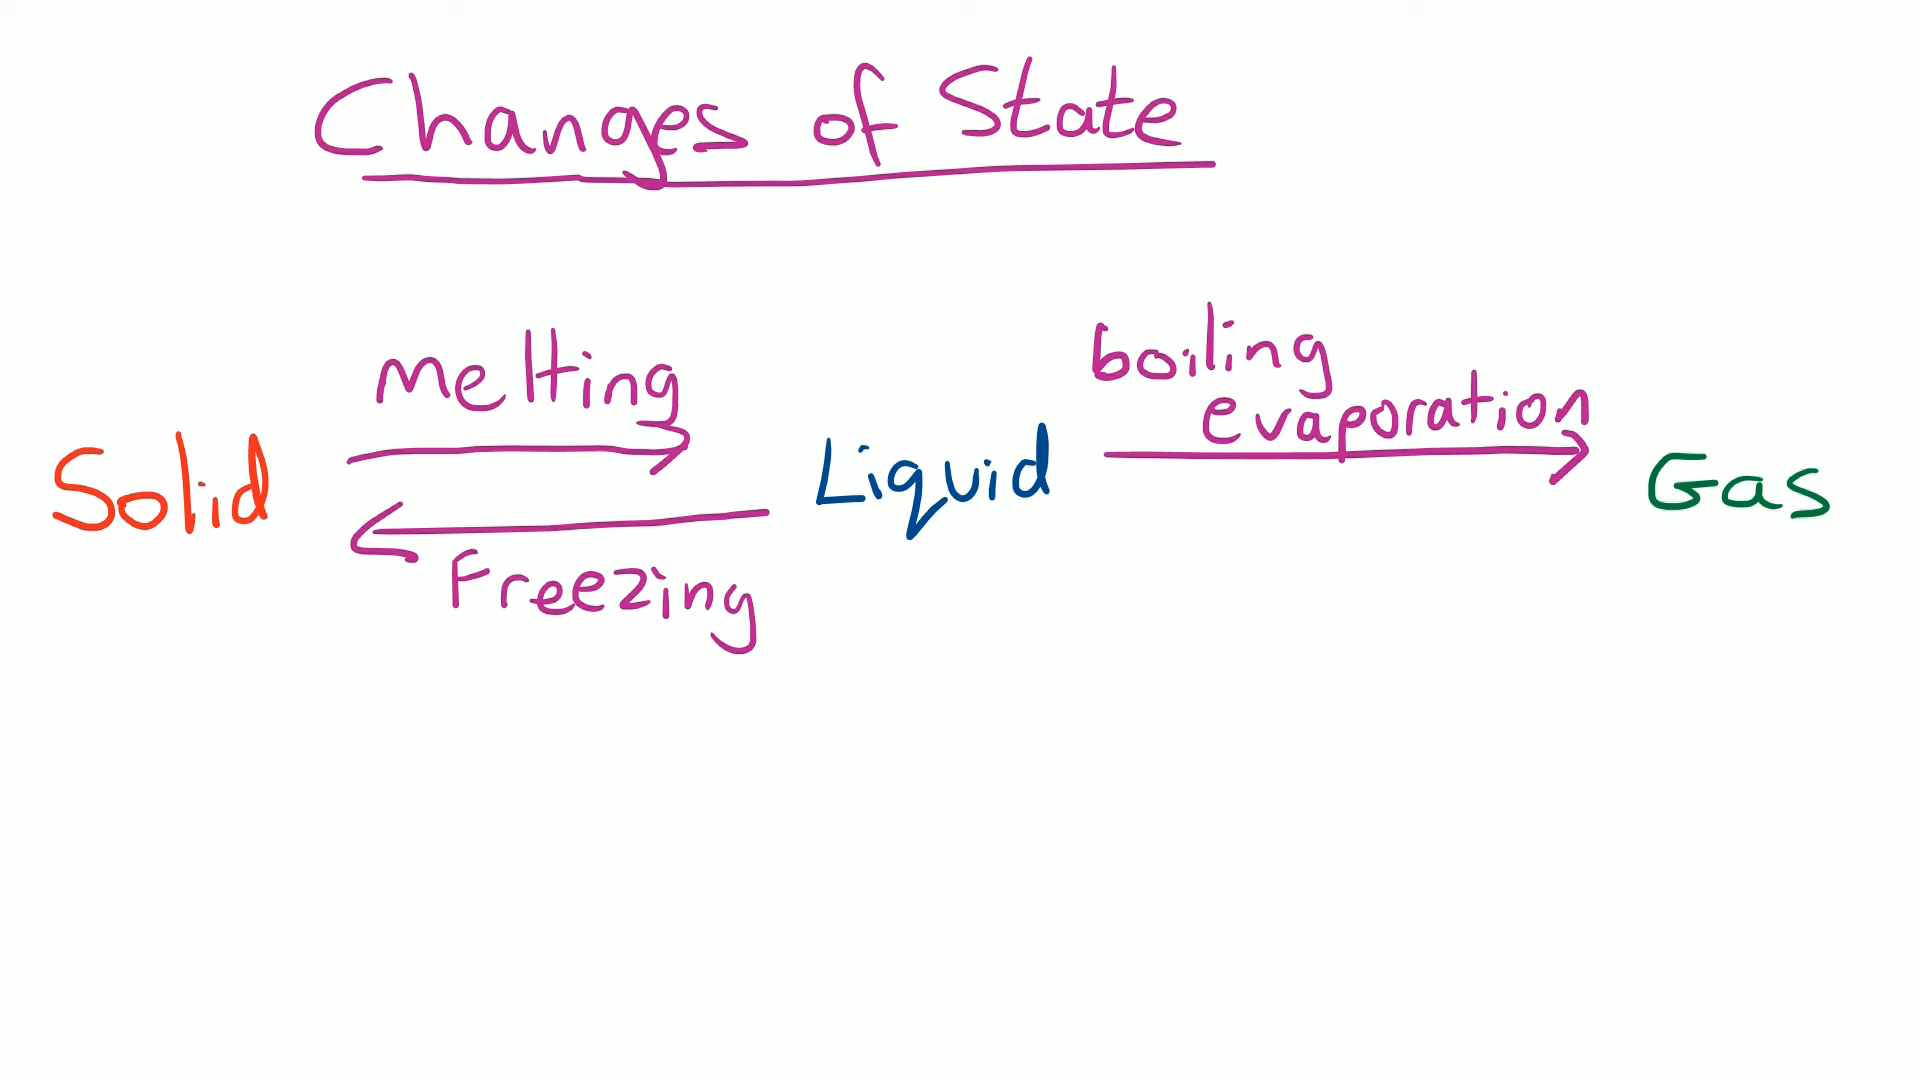 Changes of State
Melting
boiling
evaporation
Solid
Liquid
Gas
Freezing